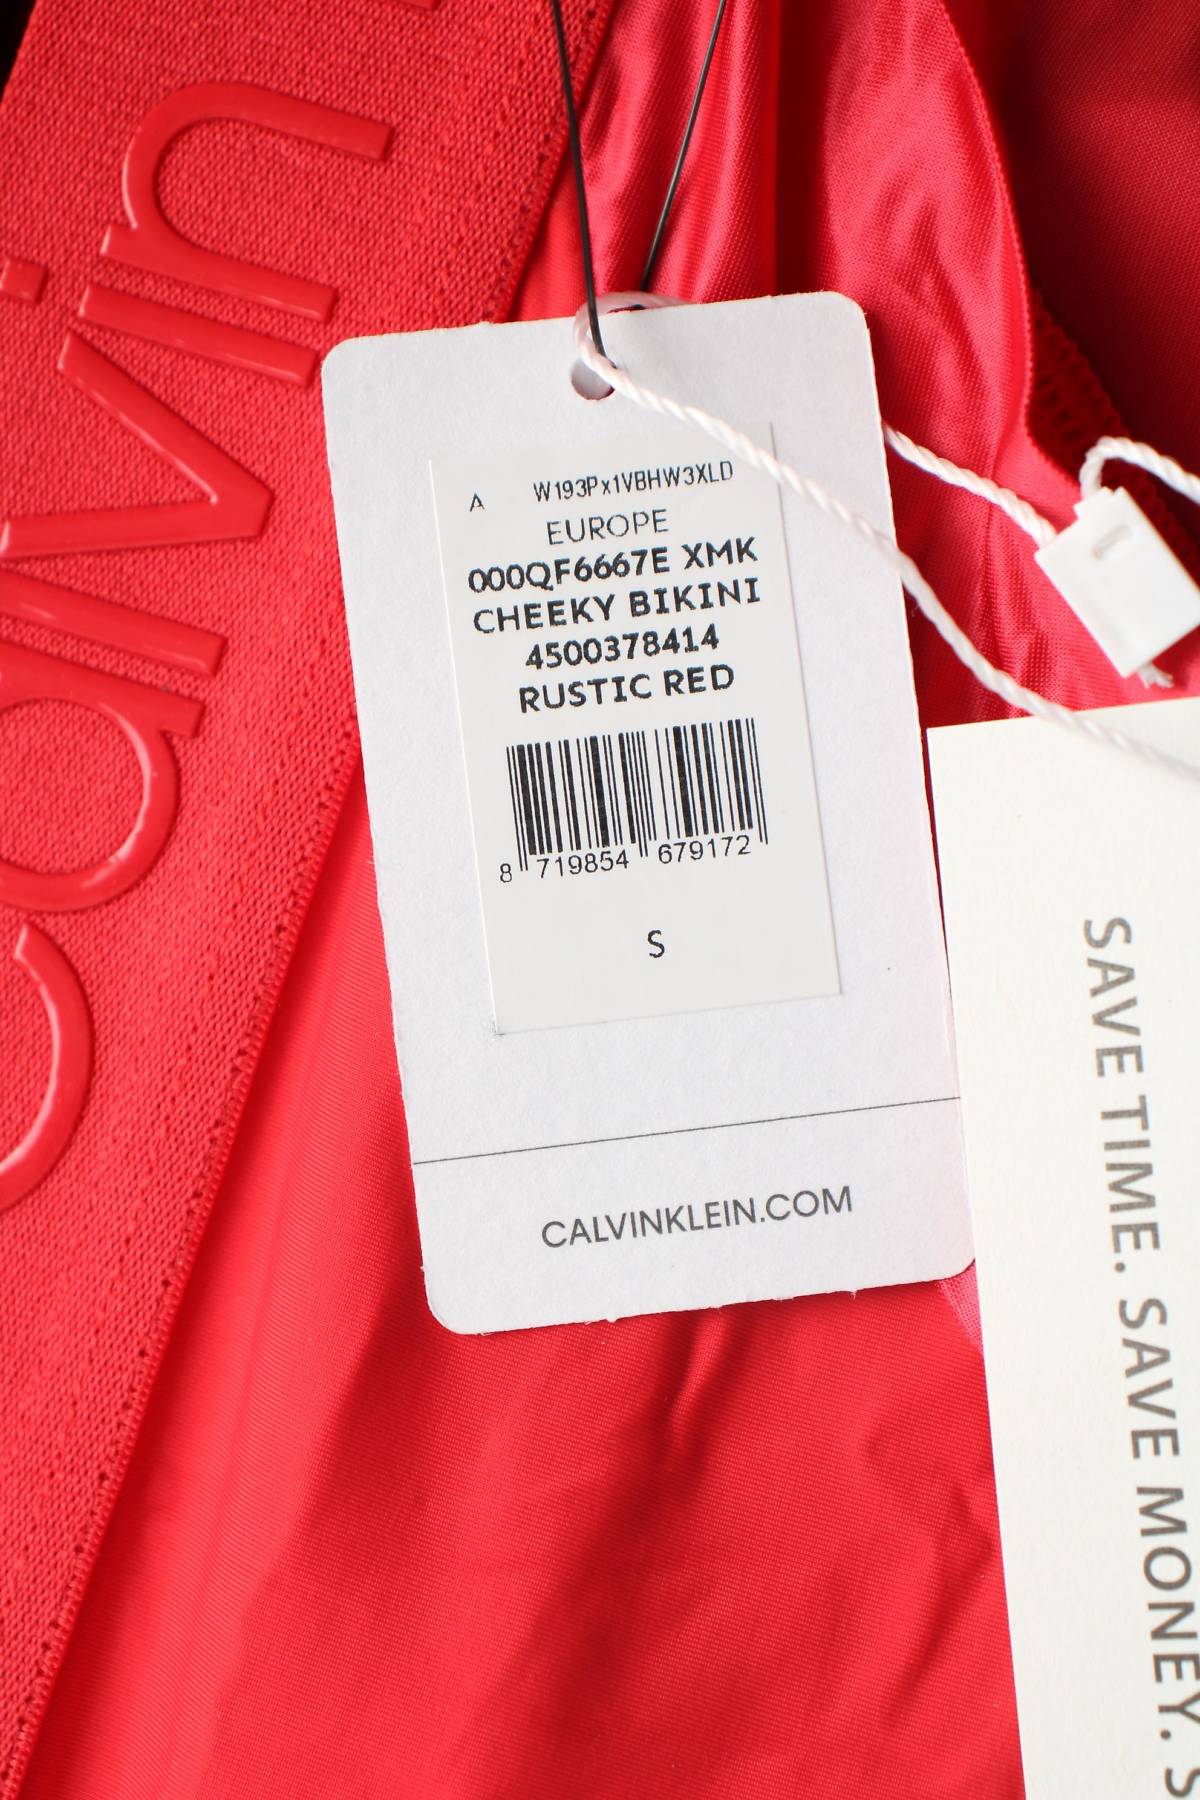 Calvin
A W193Px1VBHW3XLD
EUROPE
000QF6667E XMK
CHEEKY BIKINI
4500378414
RUSTIC RED
8 719854 679172
S
CALVINKLEIN.COM
SAVE TIME. SAVE MONEY. S